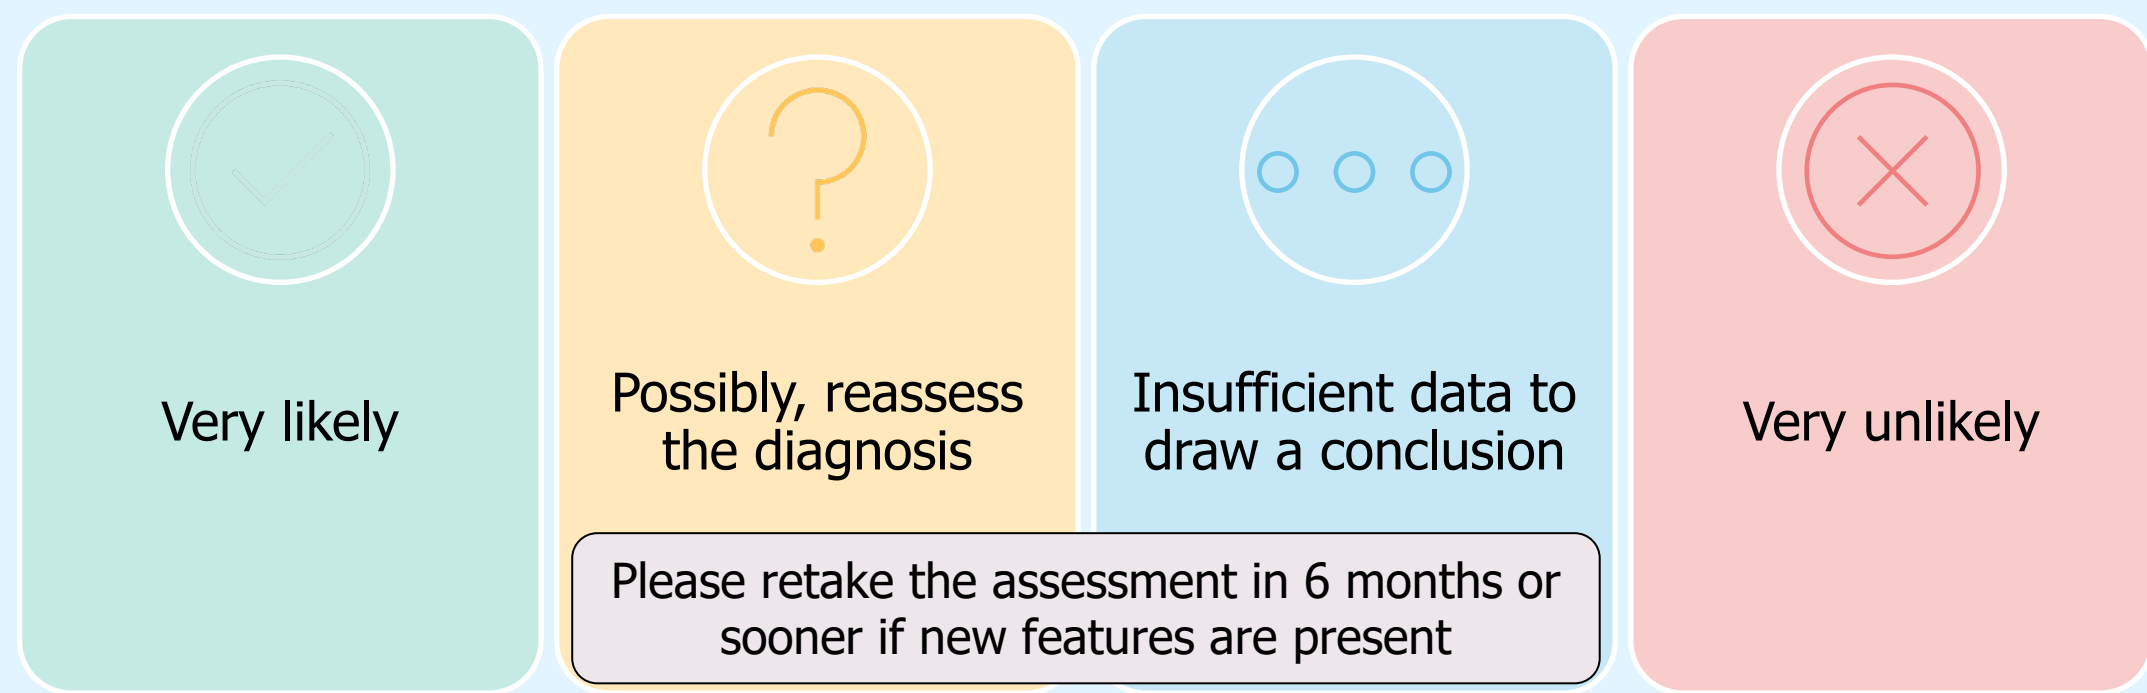 Very likely
Possibly, reassess
the diagnosis
Insufficient data to
draw a conclusion
Very unlikely
Please retake the assessment in 6 months or
sooner if new features are present